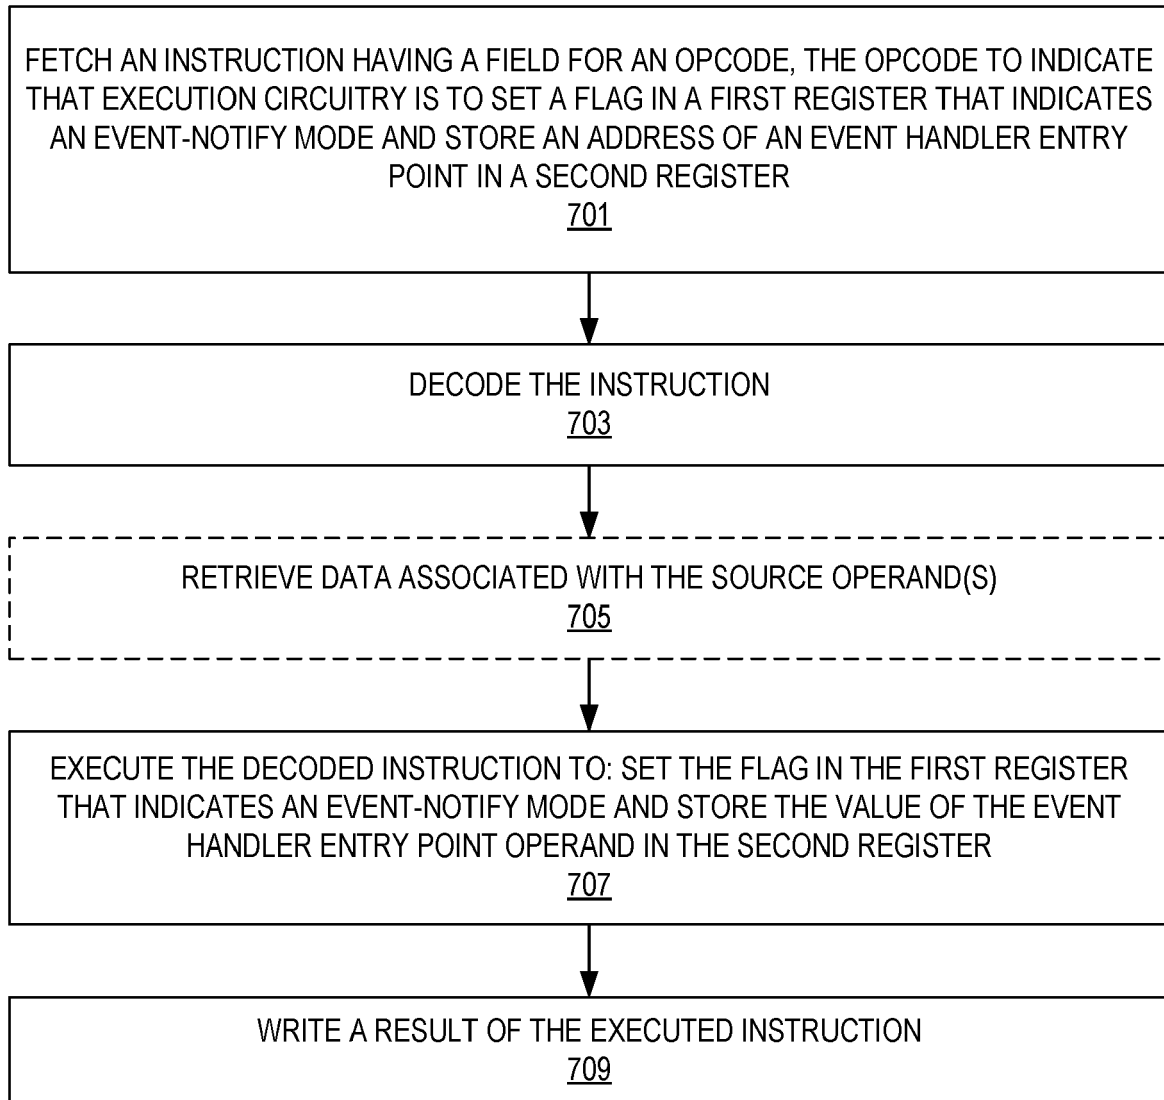 FETCH AN INSTRUCTION HAVING A FIELD FOR AN OPCODE, THE OPCODE TO INDICATE
THAT EXECUTION CIRCUITRY IS TO SET A FLAG IN A FIRST REGISTER THAT INDICATES
AN EVENT-NOTIFY MODE AND STORE AN ADDRESS OF AN EVENT HANDLER ENTRY
POINT IN A SECOND REGISTER
701
DECODE THE INSTRUCTION
703
RETRIEVE DATA ASSOCIATED WITH THE SOURCE OPERAND(S)
705
EXECUTE THE DECODED INSTRUCTION TO: SET THE FLAG IN THE FIRST REGISTER
THAT INDICATES AN EVENT-NOTIFY MODE AND STORE THE VALUE OF THE EVENT
HANDLER ENTRY POINT OPERAND IN THE SECOND REGISTER
707
WRITE A RESULT OF THE EXECUTED INSTRUCTION
709